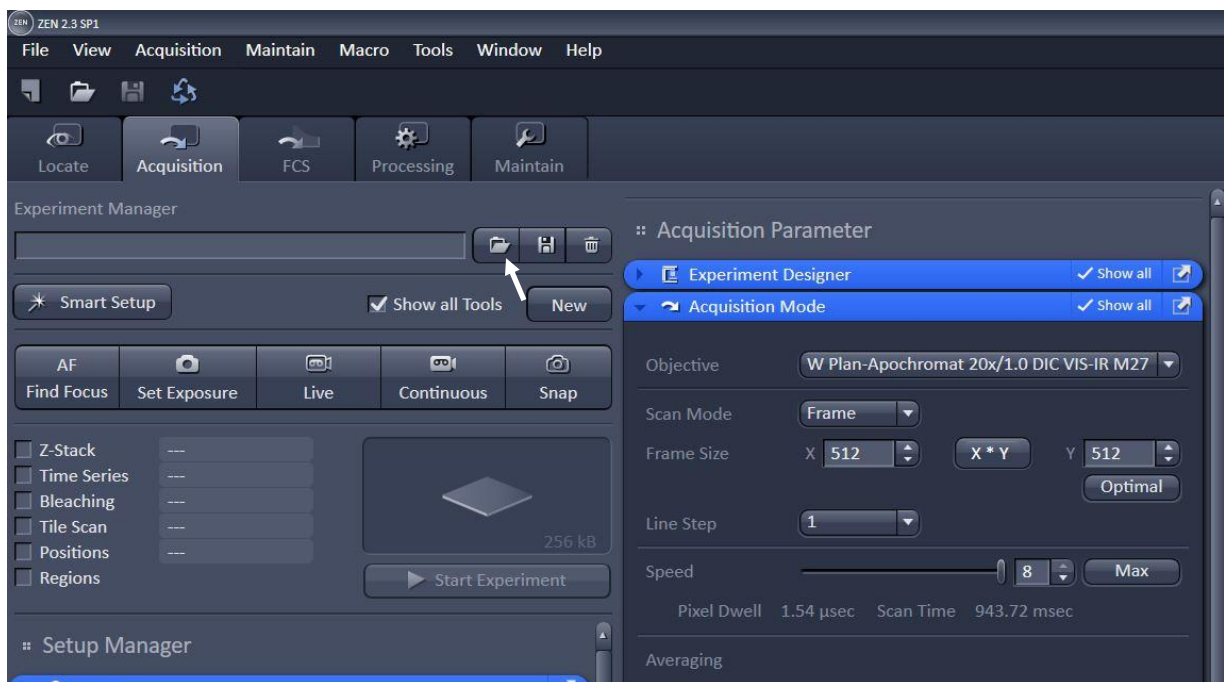 ZEN ZEN 2.3 SP1
File View Acquisition Maintain Macro Tools Window Help
Locate Acquisition FCS Processing Maintain
Experiment Manager
Smart Setup Show all Tools New
AF
Find Focus Set Exposure Live Continuous Snap
Z-Stack ---
Time Series ---
Bleaching ---
Tile Scan ---
Positions ---
Regions
256 kB
Start Experiment
Setup Manager
Acquisition Parameter
Experiment Designer Show all
Acquisition Mode Show all
Objective W Plan-Apochromat 20x/1.0 DIC VIS-IR M27
Scan Mode Frame
Frame Size X 512 X * Y Y 512
Optimal
Line Step 1
Speed 8 Max
Pixel Dwell 1.54 µsec Scan Time 943.72 msec
Averaging